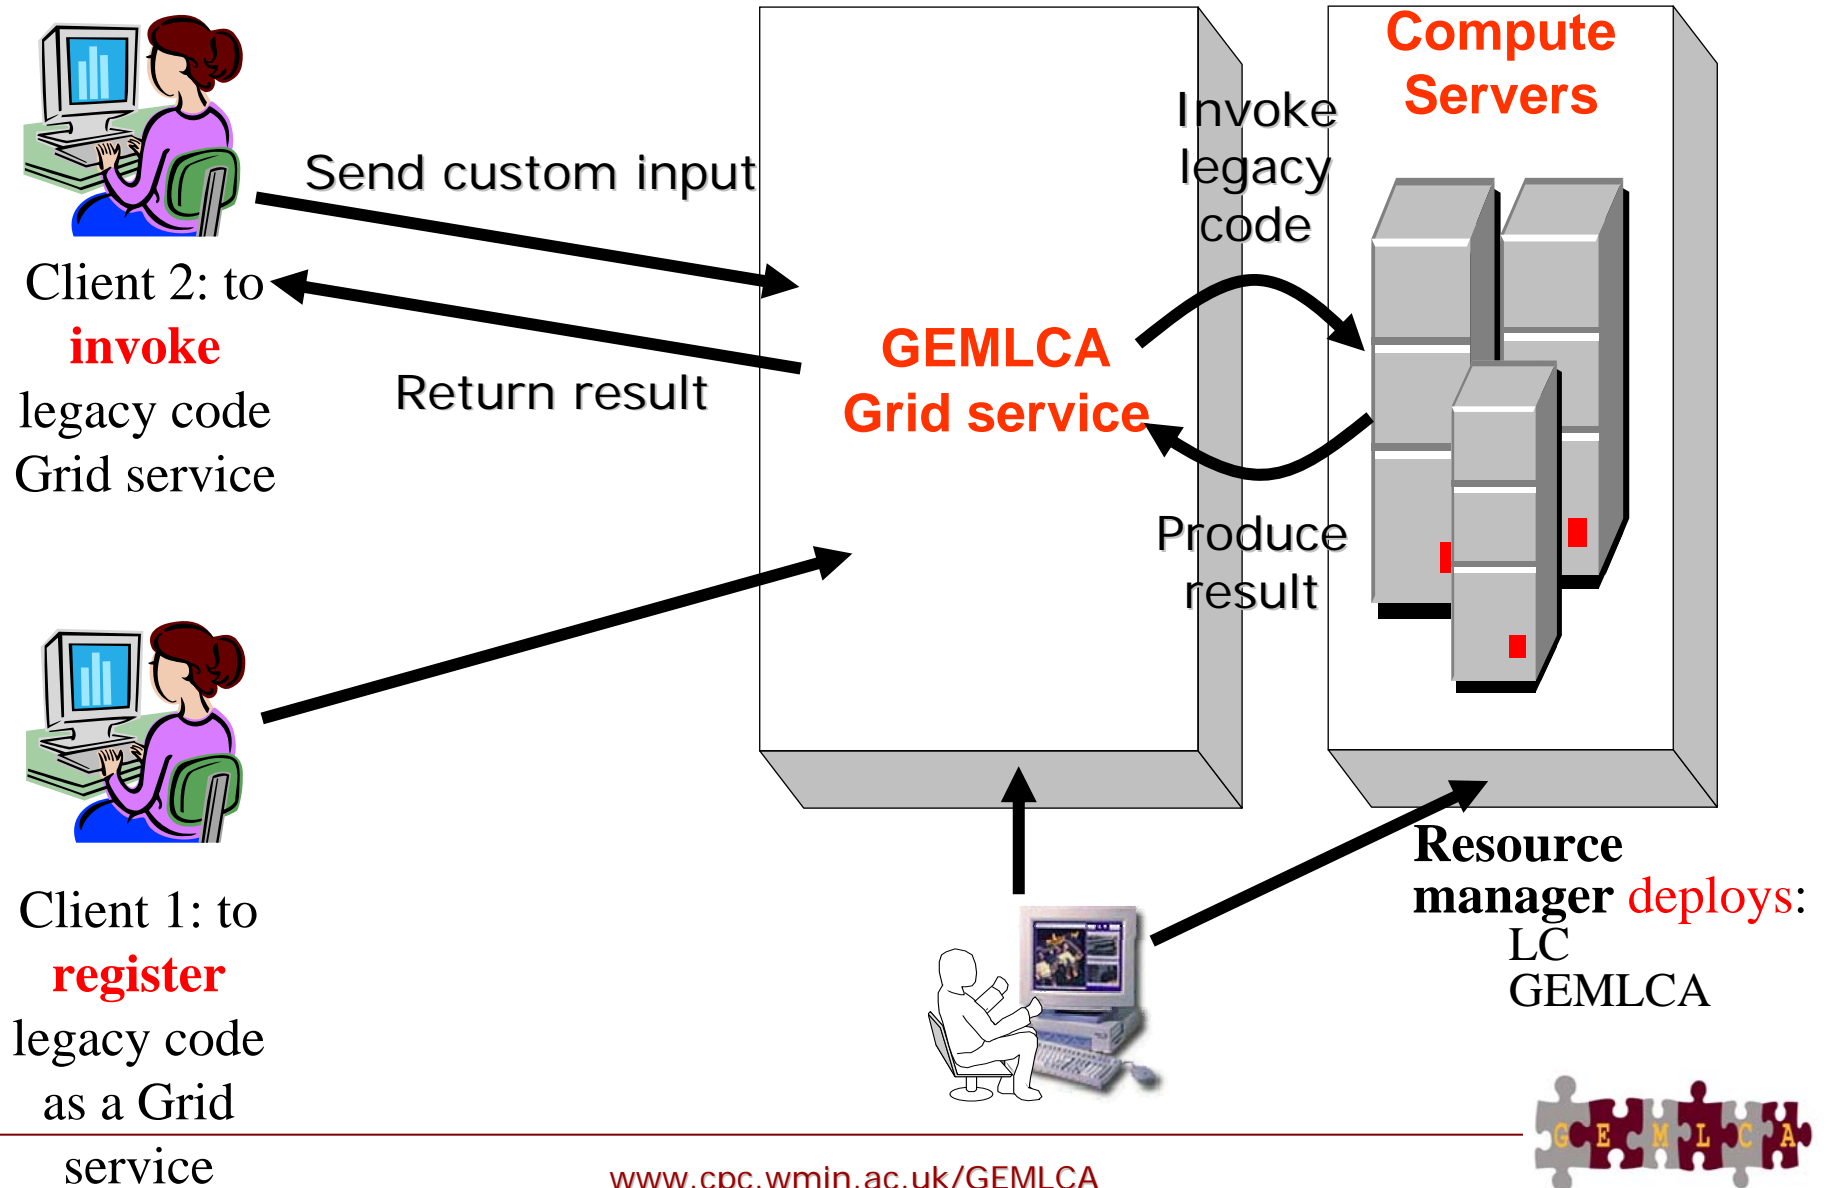 Compute
Servers
Invoke
legacy
code
Send custom input
Client 2: to
invoke
legacy code
Grid service
Return result
GEMLCA
Grid service
Produce
result
Client 1: to
register
legacy code
as a Grid
service
Resource
manager deploys:
LC
GEMLCA
www.cpc.wmin.ac.uk/GEMLCA
GEMLCA